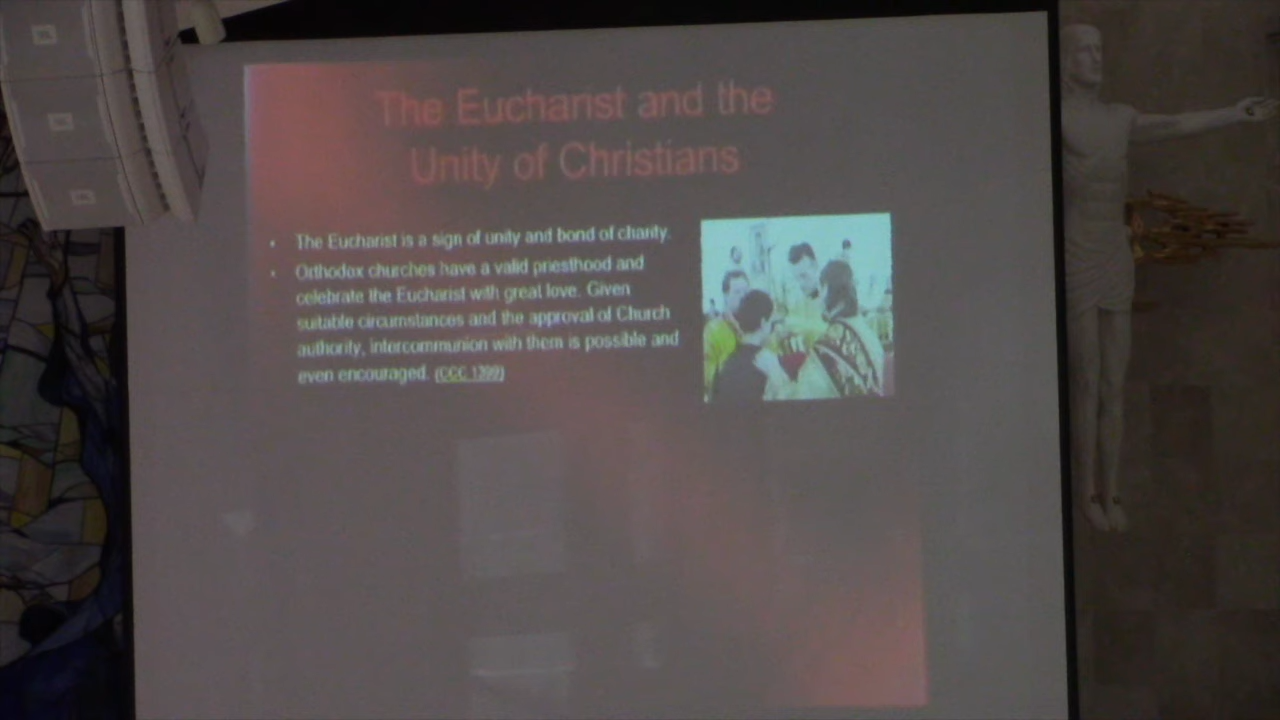 The Eucharist and the
Unity of Christians
• The Eucharist is a sign of unity and bond of charity.
• Orthodox churches have a valid priesthood and
celebrate the Eucharist with great love. Given
suitable circumstances and the approval of Church
authority, intercommunion with them is possible and
even encouraged. (CCC 1399)